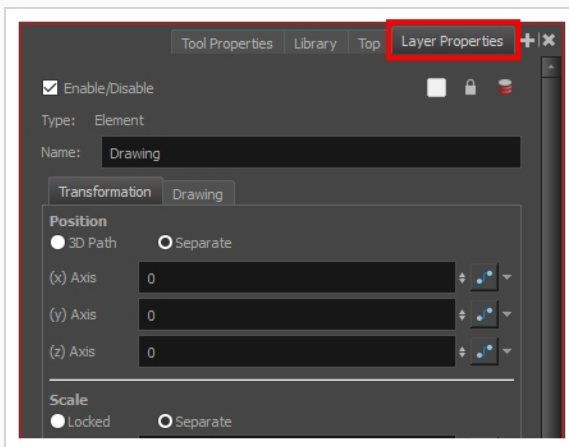 Tool Properties Library Top Layer Properties
Enable/Disable
Type: Element
Name: Drawing
Transformation Drawing
Position
3D Path Separate
(x) Axis 0
(y) Axis 0
(z) Axis 0
Scale
Locked Separate